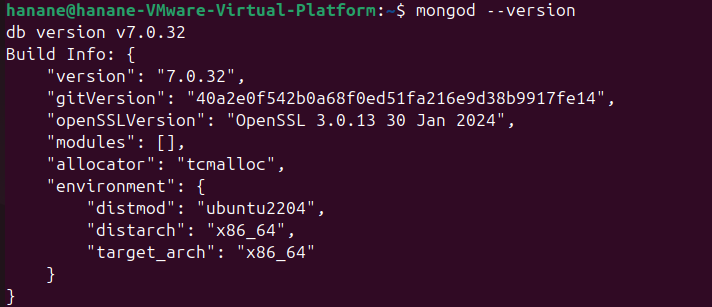 hanane@hanane-VMware-Virtual-Platform:~$ mongod --version
db version v7.0.32
Build Info: {
    "version": "7.0.32",
    "gitVersion": "40a2e0f542b0a68f0ed51fa216e9d38b9917fe14",
    "openSSLVersion": "OpenSSL 3.0.13 30 Jan 2024",
    "modules": [],
    "allocator": "tcmalloc",
    "environment": {
        "distmod": "ubuntu2204",
        "distarch": "x86_64",
        "target_arch": "x86_64"
    }
}